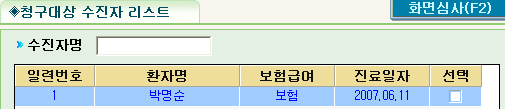 ◈청구대상 수진자 리스트
화면심사(F2)
수진자명
일련번호 환자명 보험급여 진료일자 선택
1 박명순 보험 2007.06.11